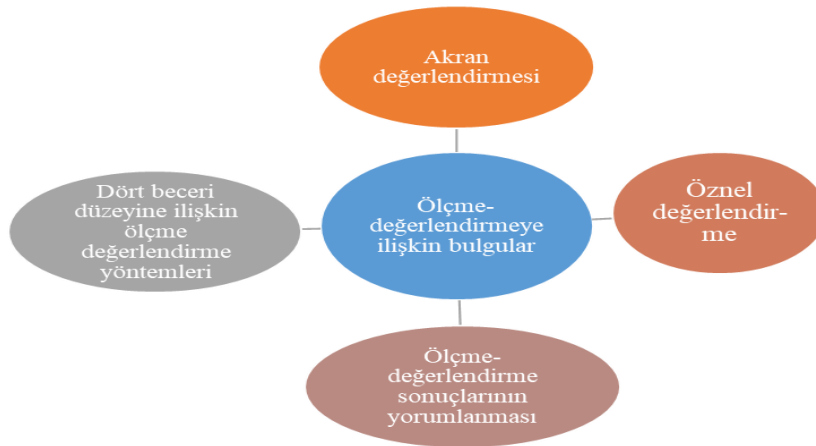 Akran
değerlendirmesi
Dört beceri
düzeyine ilişkin
ölçme
değerlendirme
yöntemleri
Ölçme-
değerlendirmeye
ilişkin bulgular
Öznel
değerlendir-
me
Ölçme-
değerlendirme
sonuçlarının
yorumlanması